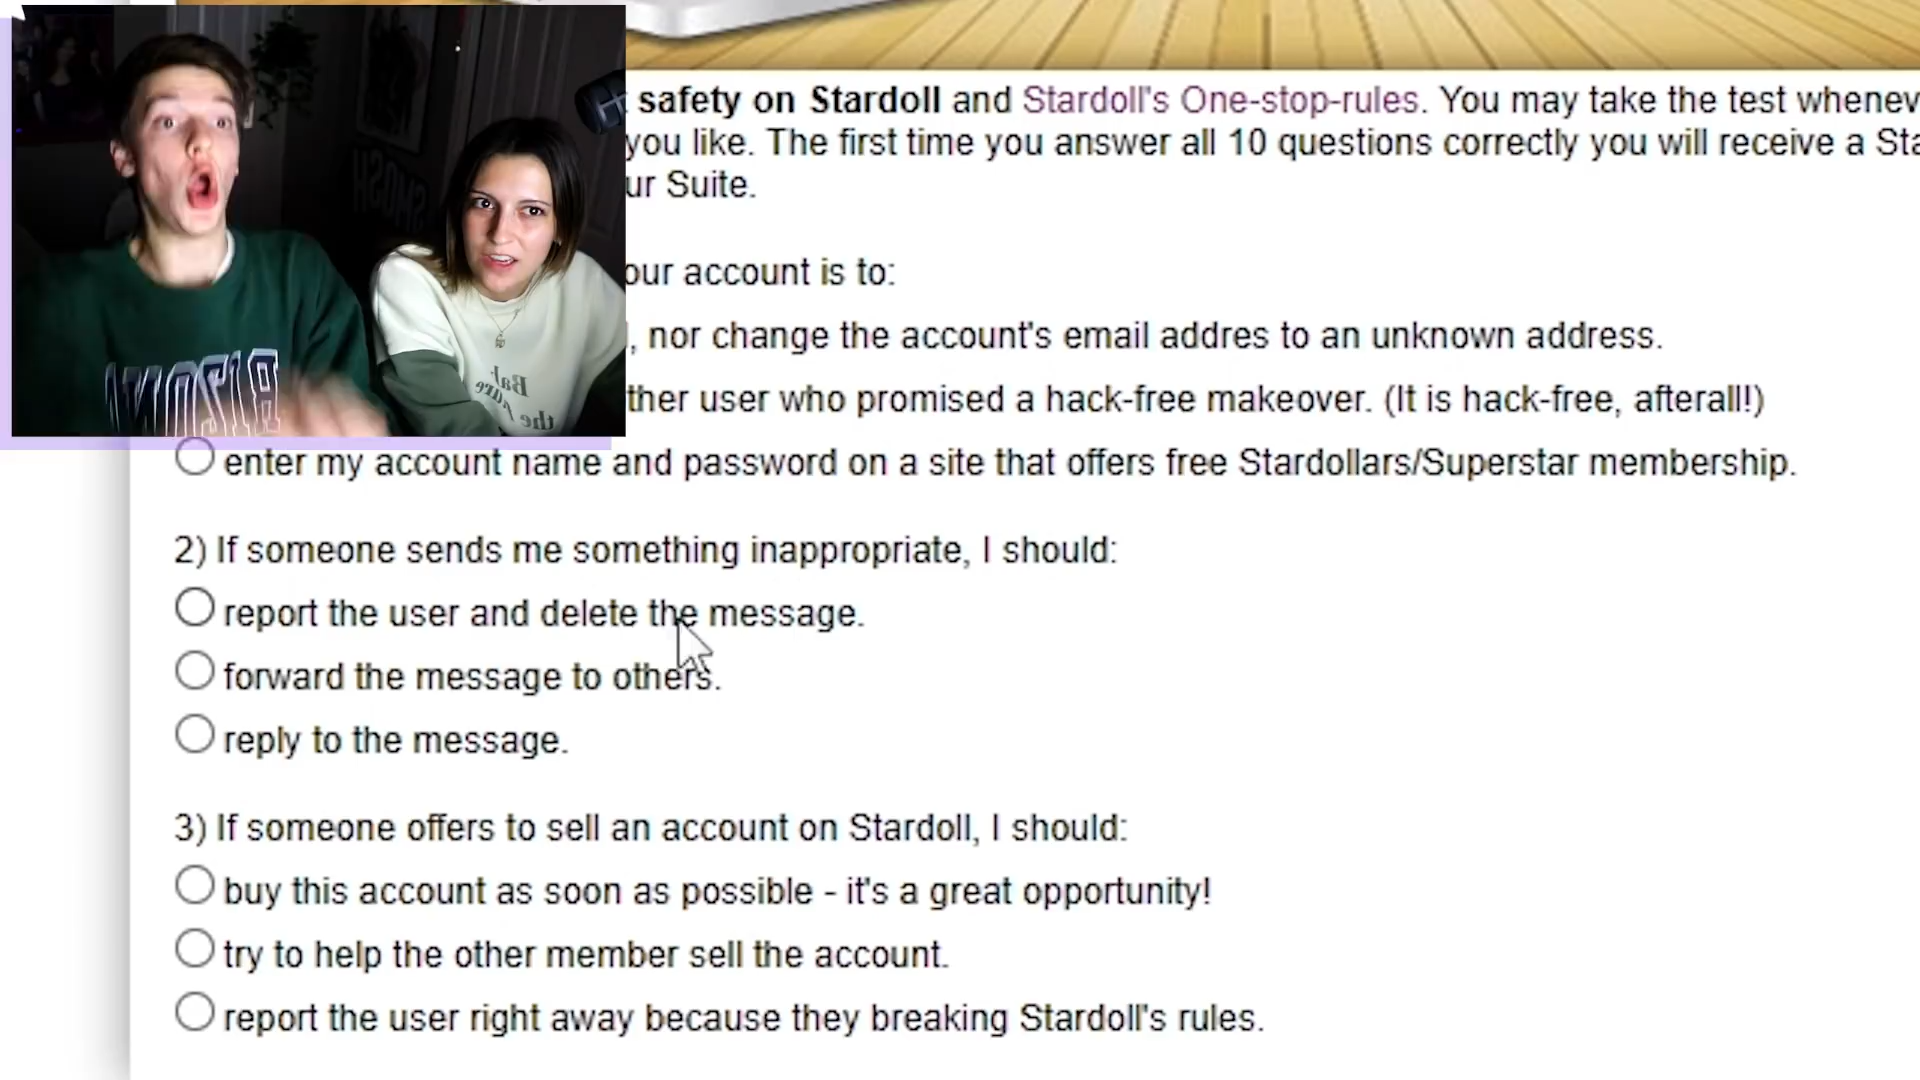 safety on Stardoll and Stardoll's One-stop-rules. You may take the test whenev
you like. The first time you answer all 10 questions correctly you will receive a Sta
ur Suite.
our account is to:
, nor change the account's email addres to an unknown address.
ther user who promised a hack-free makeover. (It is hack-free, afterall!)
enter my account name and password on a site that offers free Stardollars/Superstar membership.
2) If someone sends me something inappropriate, I should:
report the user and delete the message.
forward the message to others.
reply to the message.
3) If someone offers to sell an account on Stardoll, I should:
buy this account as soon as possible - it's a great opportunity!
try to help the other member sell the account.
report the user right away because they breaking Stardoll's rules.